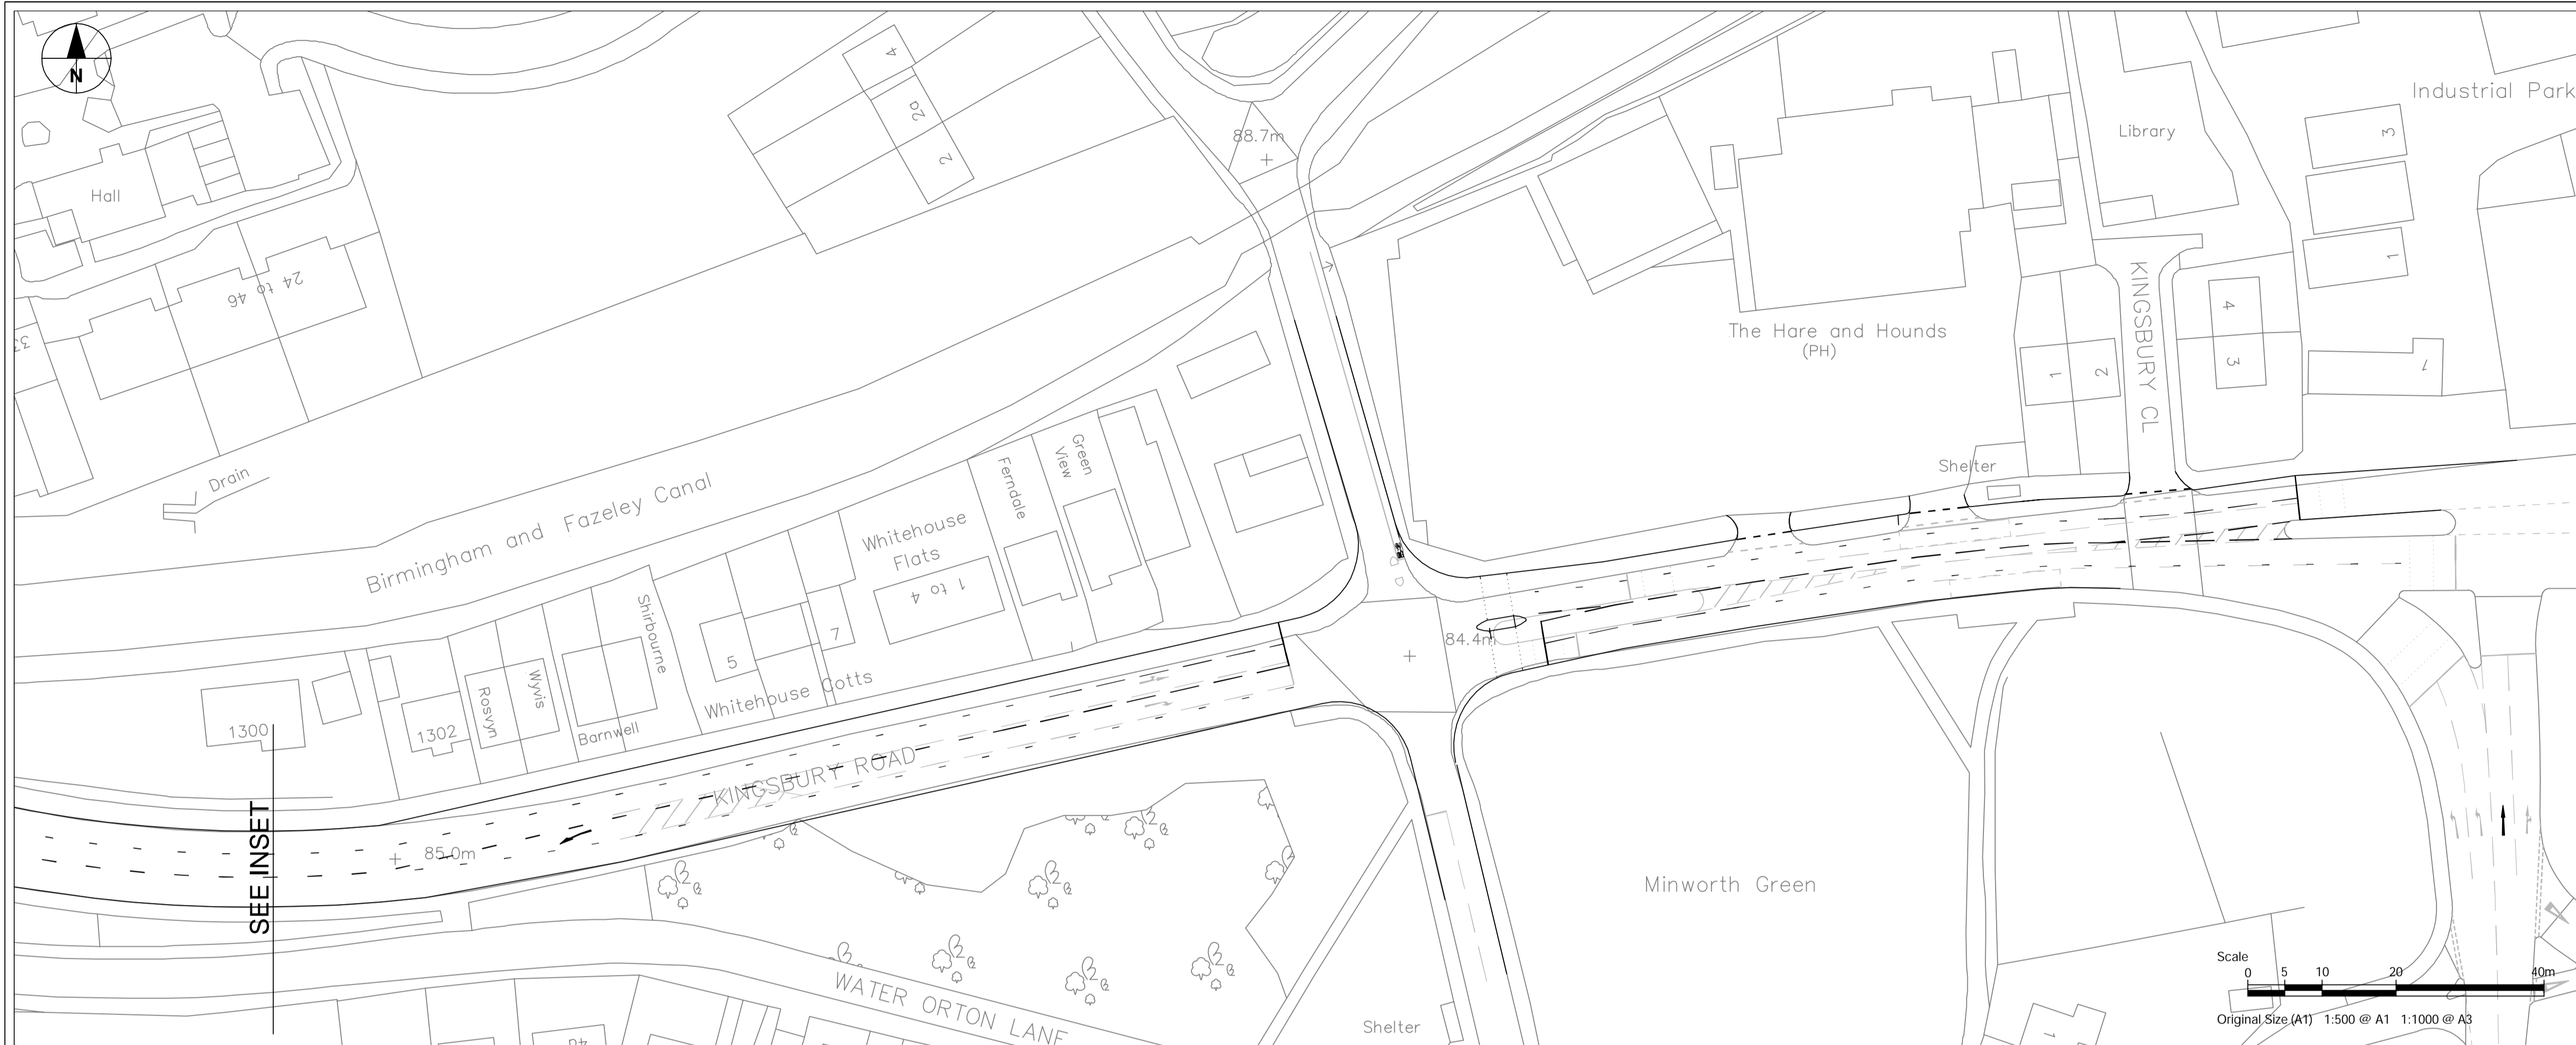 N
Hall
24 to 46
33
Drain
4
2a
2
88.7m
Birmingham and Fazeley Canal
The Hare and Hounds
(PH)
Library
Industrial Park
3
1
KINGSBURY CL
4
3
1
2
1
Shelter
Green
View
Ferndale
Whitehouse
Flats
1 to 4
Shirbourne
5
7
Whitehouse Cotts
Wyvis
Rosvyn
Barnwell
1300
1302
KINGSBURY ROAD
84.4m
85.0m
SEE INSET
Minworth Green
WATER ORTON LANE
Shelter
1
Scale
0 5 10 20 40m
Original Size (A1) 1:500 @ A1 1:1000 @ A3